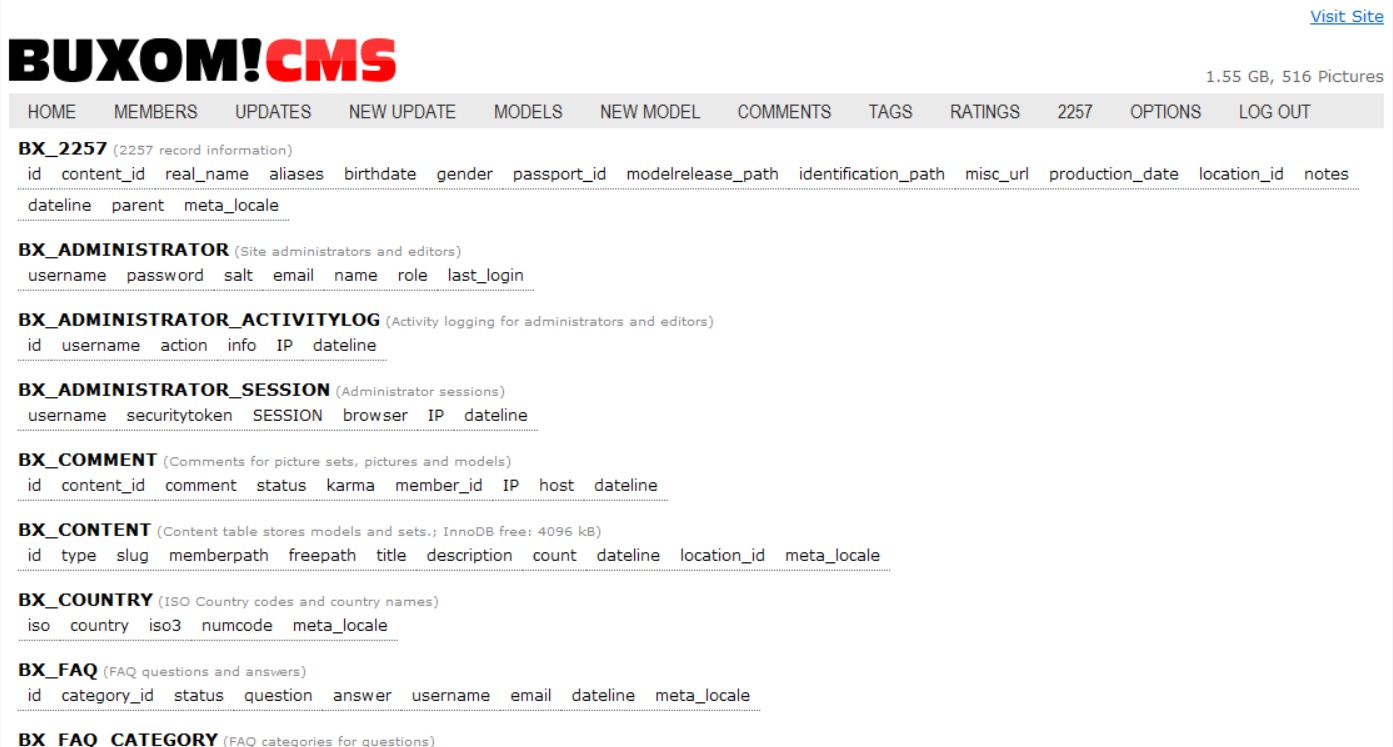 Visit Site
BUXOM!CMS
1.55 GB, 516 Pictures
HOME MEMBERS UPDATES NEW UPDATE MODELS NEW MODEL COMMENTS TAGS RATINGS 2257 OPTIONS LOG OUT
BX_2257 (2257 record information)
id content_id real_name aliases birthdate gender passport_id modelrelease_path identification_path misc_url production_date location_id notes
dateline parent meta_locale
BX_ADMINISTRATOR (Site administrators and editors)
username password salt email name role last_login
BX_ADMINISTRATOR_ACTIVITYLOG (Activity logging for administrators and editors)
id username action info IP dateline
BX_ADMINISTRATOR_SESSION (Administrator sessions)
username securitytoken SESSION browser IP dateline
BX_COMMENT (Comments for picture sets, pictures and models)
id content_id comment status karma member_id IP host dateline
BX_CONTENT (Content table stores models and sets.; InnoDB free: 4096 kB)
id type slug memberpath freepath title description count dateline location_id meta_locale
BX_COUNTRY (ISO Country codes and country names)
iso country iso3 numcode meta_locale
BX_FAQ (FAQ questions and answers)
id category_id status question answer username email dateline meta_locale
BX_FAQ_CATEGORY (FAQ categories for questions)